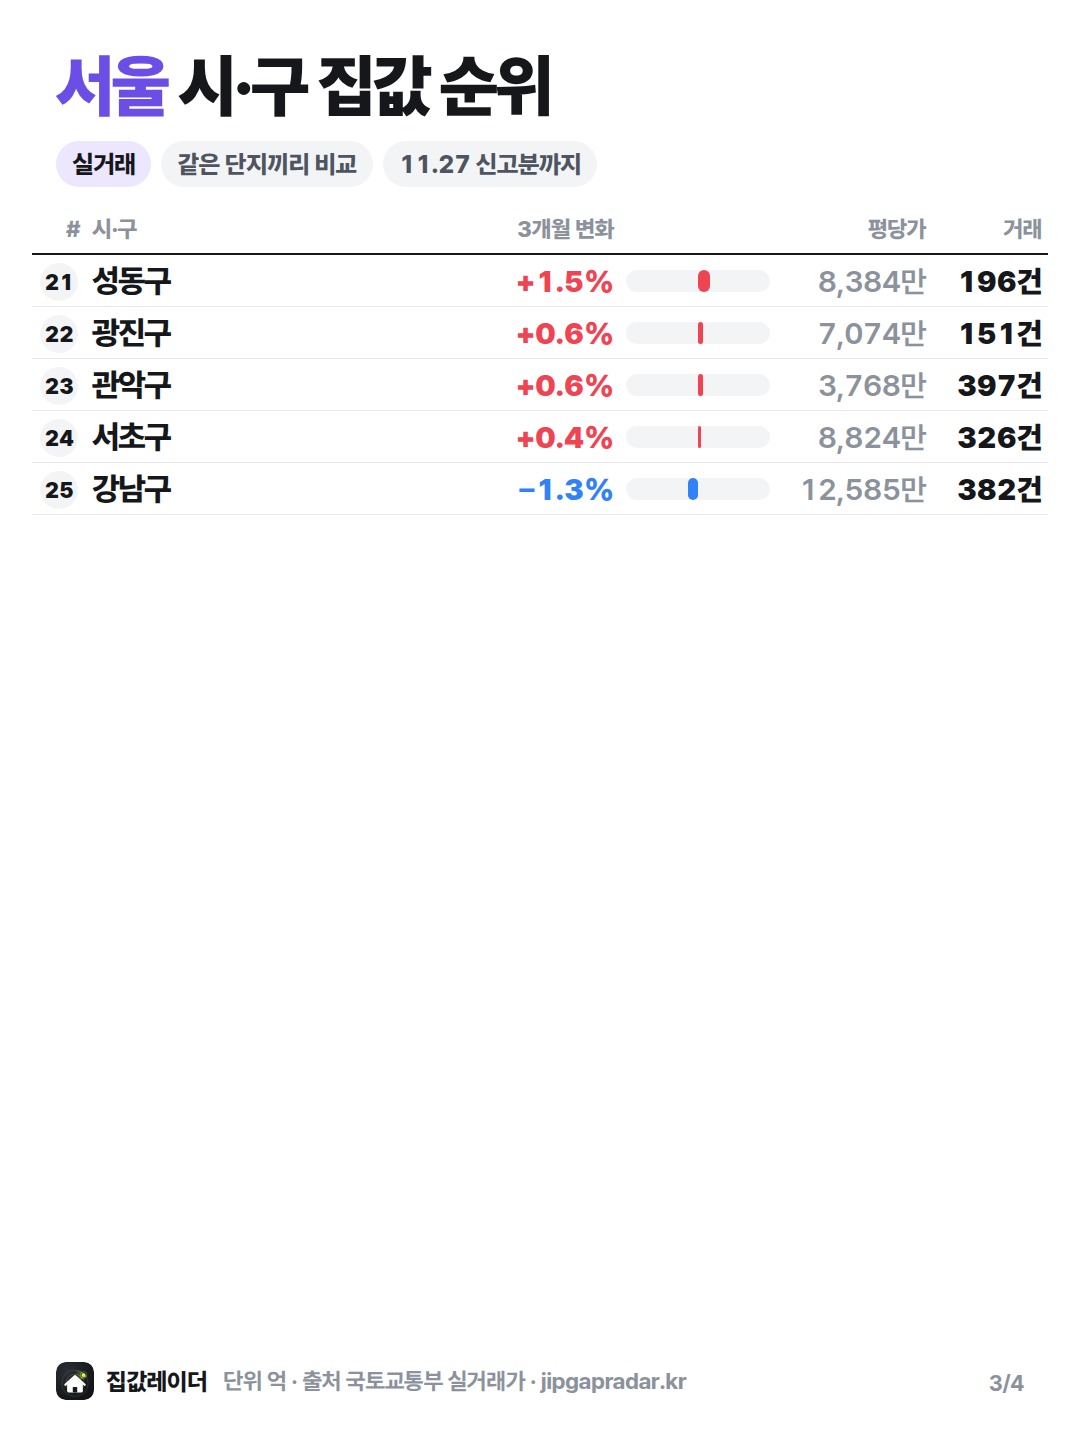 서울 시·구 집값 순위
실거래 같은 단지끼리 비교 11.27 신고분까지
# 시·구 3개월 변화 평당가 거래
21 성동구 +1.5% 8,384만 196건
22 광진구 +0.6% 7,074만 151건
23 관악구 +0.6% 3,768만 397건
24 서초구 +0.4% 8,824만 326건
25 강남구 −1.3% 12,585만 382건
집값레이더 단위 억 · 출처 국토교통부 실거래가 · jipgapradar.kr 3/4